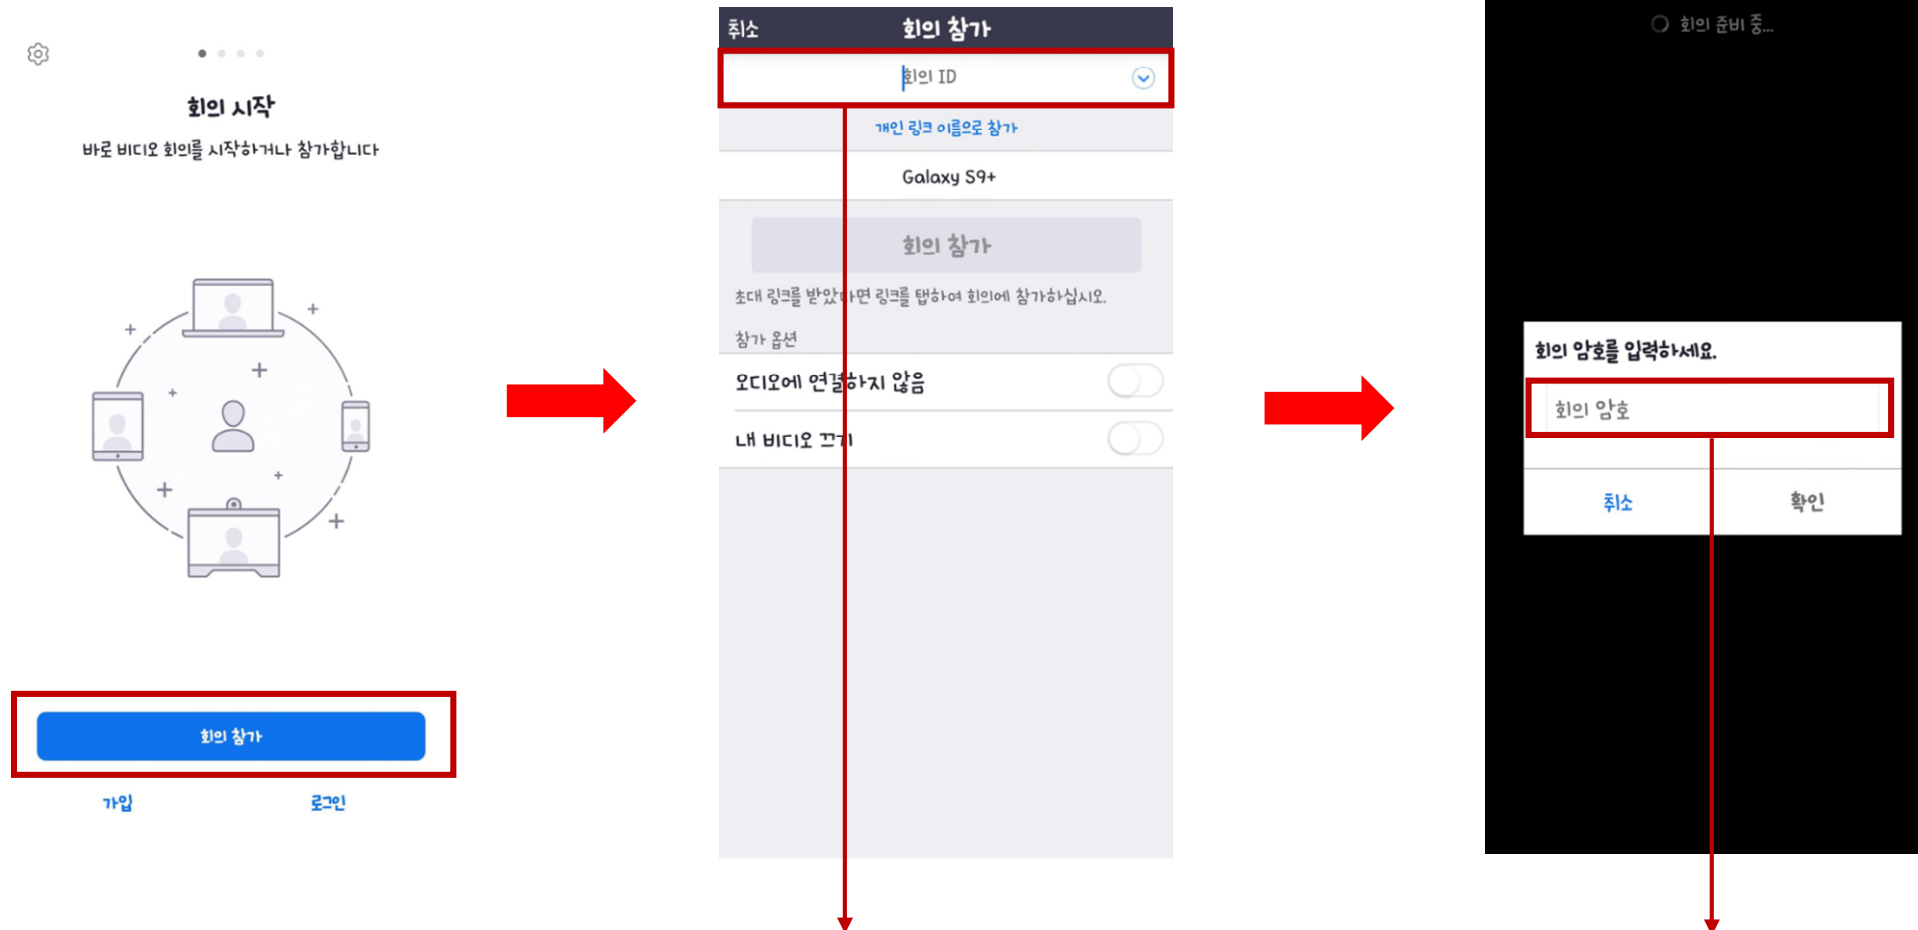 회의 시작
바로 비디오 회의를 시작하거나 참가합니다
회의 참가
가입
로그인
취소
회의 참가
회의 ID
개인 링크 이름으로 참가
Galaxy S9+
회의 참가
초대 링크를 받았다면 링크를 탭하여 회의에 참가하십시오.
참가 옵션
오디오에 연결하지 않음
내 비디오 끄기
회의 준비 중...
회의 암호를 입력하세요.
회의 암호
취소
확인